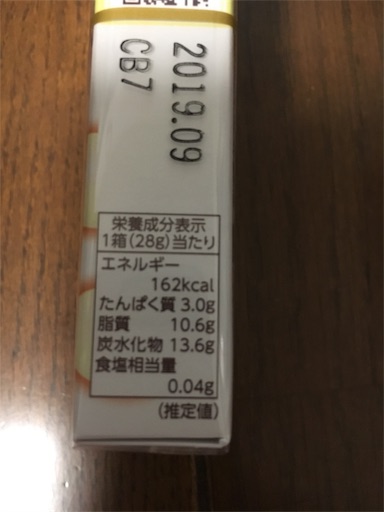 2019.09
CB7
栄養成分表示
1箱(28g)当たり
エネルギー
162kcal
たんぱく質 3.0g
脂質 10.6g
炭水化物 13.6g
食塩相当量
0.04g
(推定値)